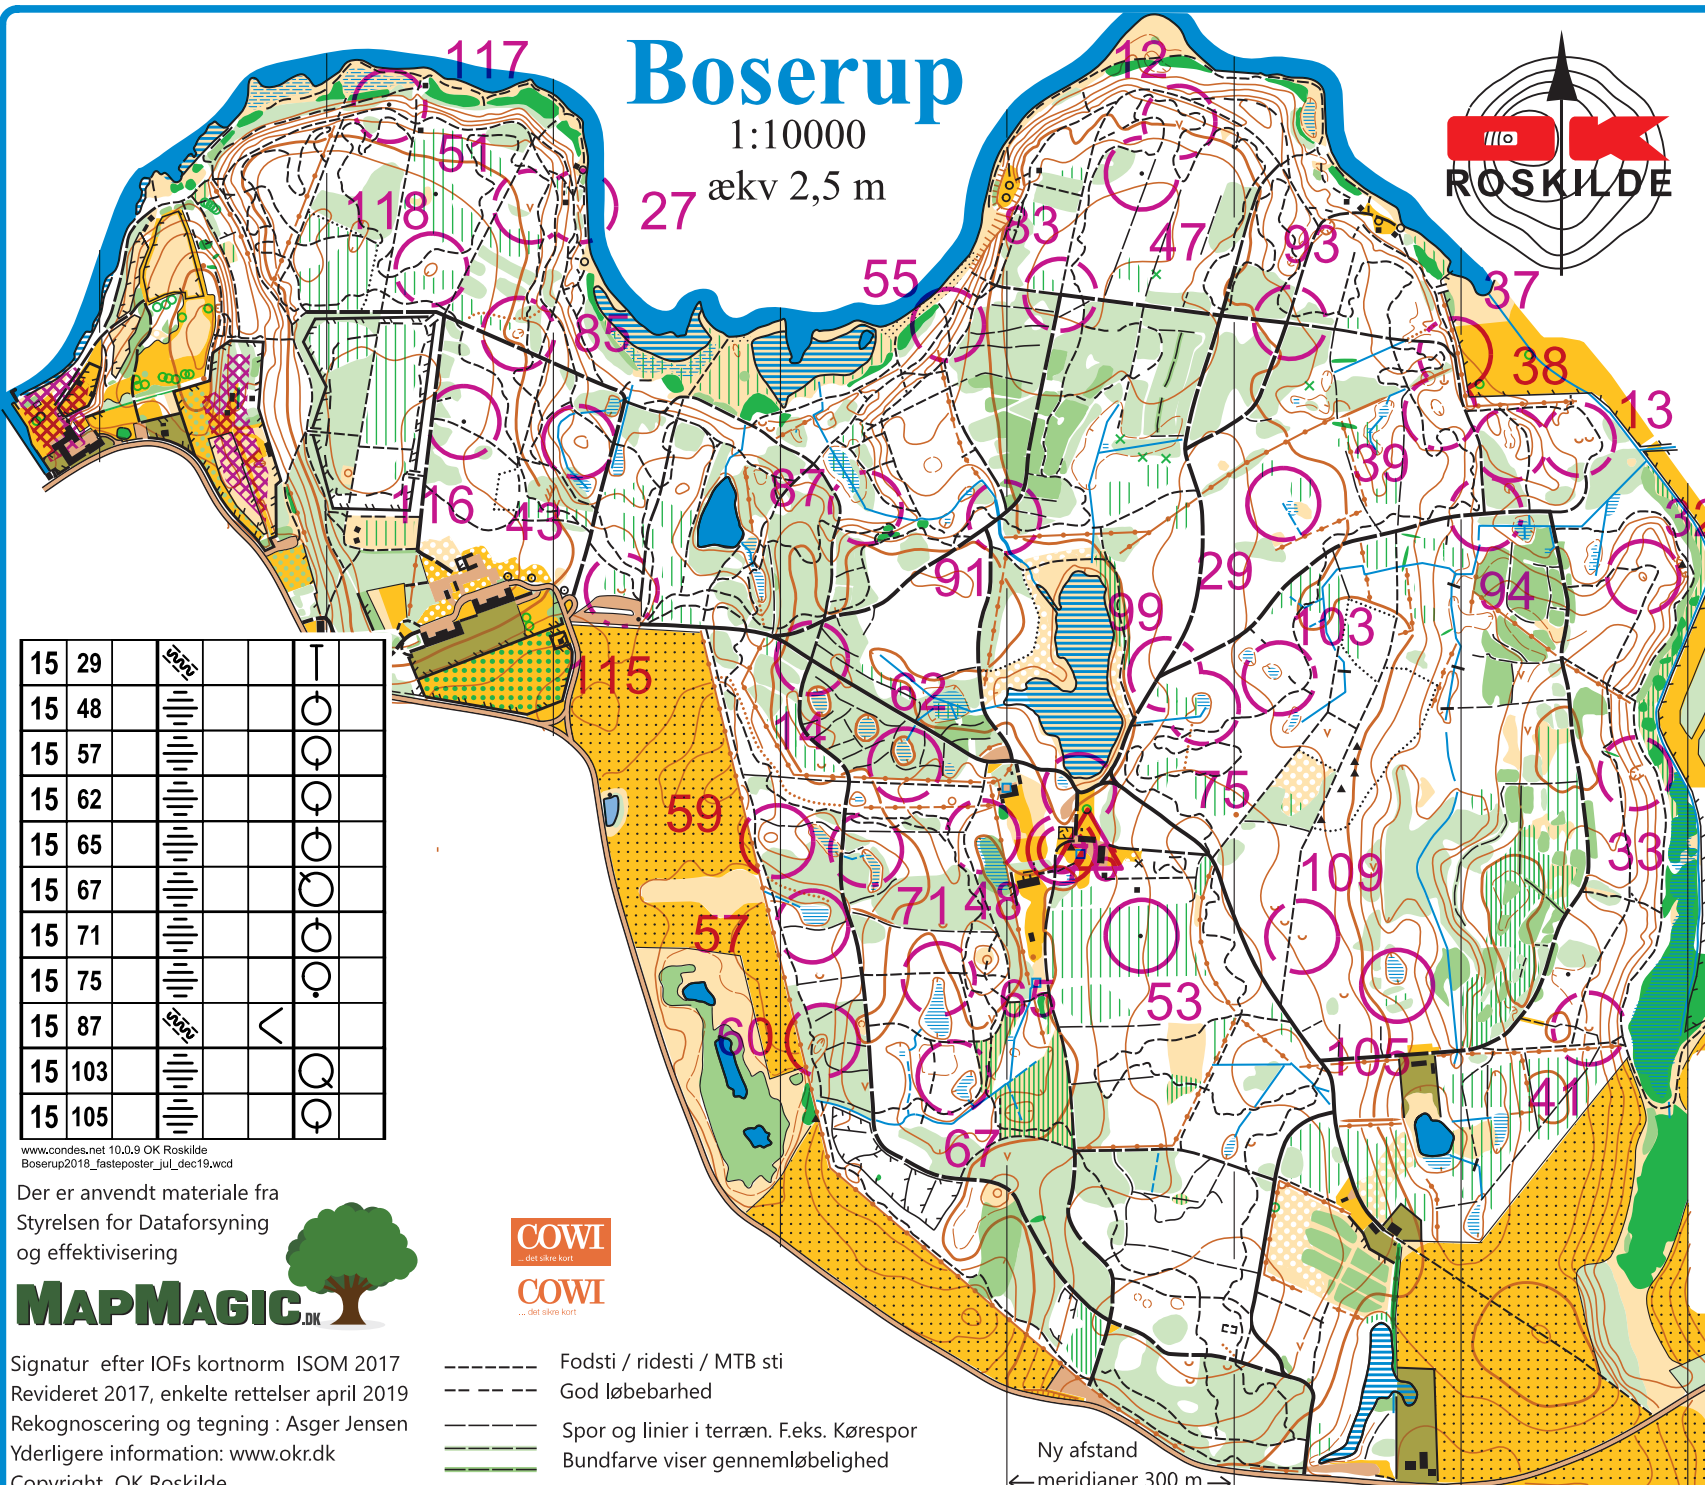 Boserup
1:10000
ækv 2,5 m
OK
ROSKILDE
117
12
51
118
27
83
47
93
55
37
85
38
13
87
39
116
43
91
29
94
99
103
115
62
14
75
59
33
109
71
48
57
65
53
60
105
41
67
15 29
15 48
15 57
15 62
15 65
15 67
15 71
15 75
15 87
15 103
15 105
www.condes.net 10.0.9 OK Roskilde
Boserup2018_fasteposter_jul_dec19.wcd
Der er anvendt materiale fra
Styrelsen for Dataforsyning
og effektivisering
MAPMAGIC.DK
COWI
... det sikre kort
COWI
... det sikre kort
Signatur efter IOFs kortnorm ISOM 2017
Revideret 2017, enkelte rettelser april 2019
Rekognoscering og tegning : Asger Jensen
Yderligere information: www.okr.dk
Copyright OK Roskilde
Fodsti / ridesti / MTB sti
God løbebarhed
Spor og linier i terræn. F.eks. Kørespor
Bundfarve viser gennemløbelighed
Ny afstand
meridianer 300 m